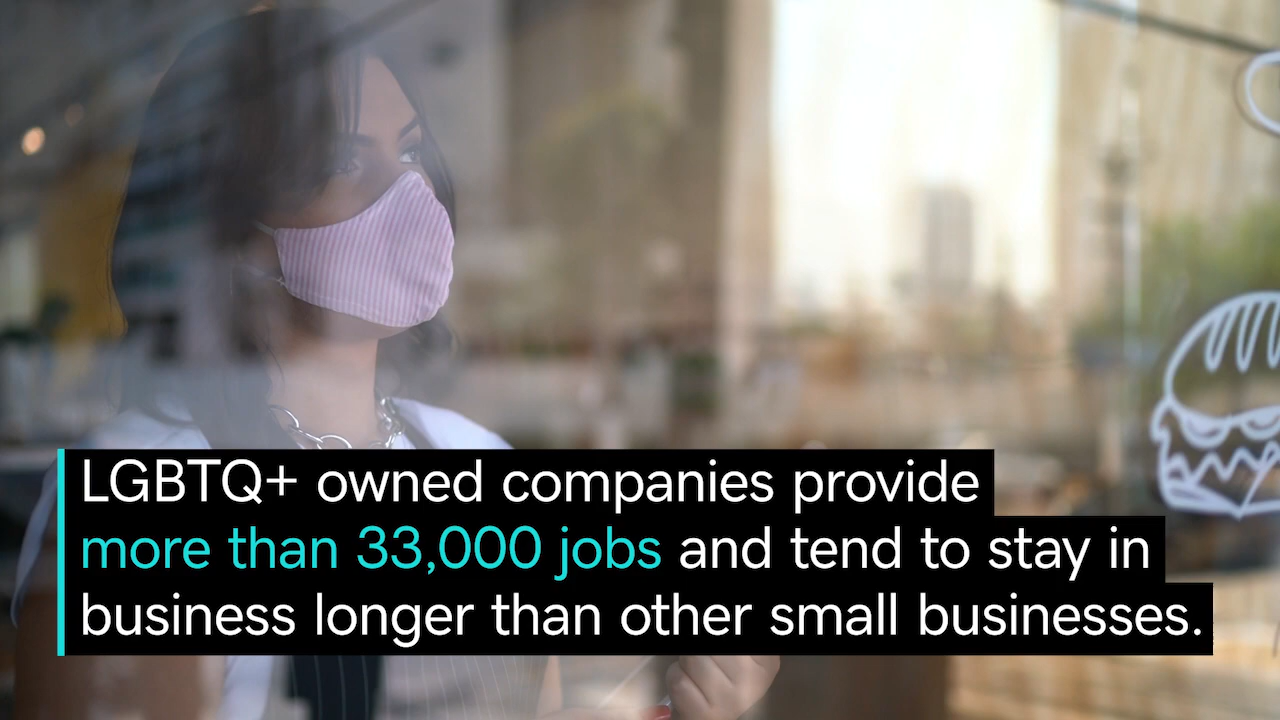 LGBTQ+ owned companies provide
more than 33,000 jobs and tend to stay in
business longer than other small businesses.